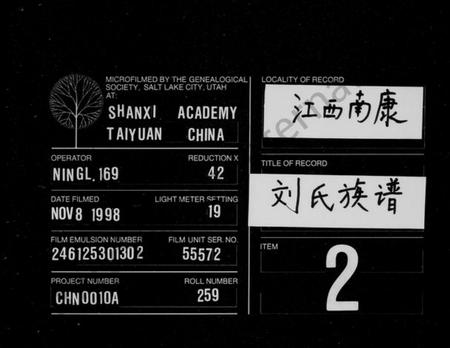 MICROFILMED BY THE GENEALOGICAL
SOCIETY, SALT LAKE CITY, UTAH
AT:
SHANXI ACADEMY
TAIYUAN CHINA
OPERATOR
NINGL.169
REDUCTION X
42
DATE FILMED
NOV 8 1998
LIGHT METER SETTING
19
FILM EMULSION NUMBER
246125301302
FILM UNIT SER. NO.
55572
PROJECT NUMBER
CHN0010A
ROLL NUMBER
259
LOCALITY OF RECORD
江西南康
TITLE OF RECORD
刘氏族谱
ITEM
2